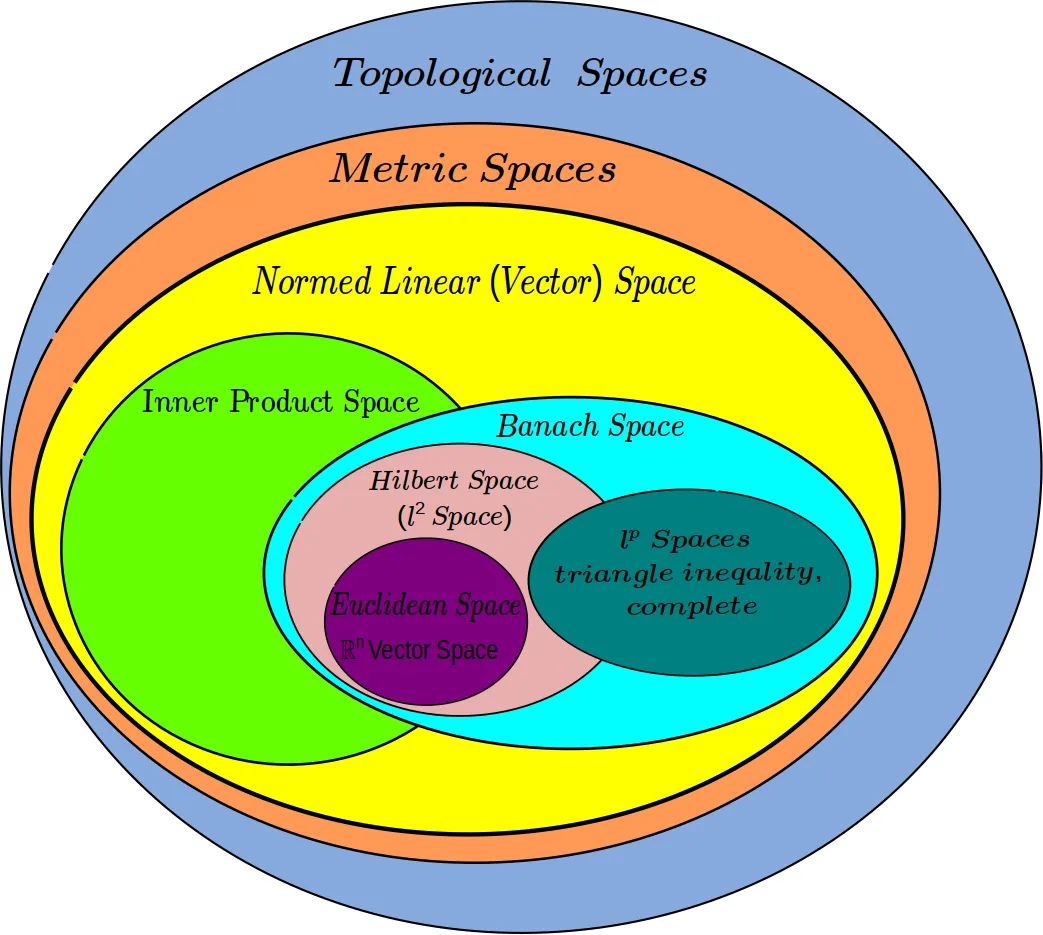 Topological Spaces
Metric Spaces
Normed Linear (Vector) Space
Inner Product Space
Banach Space
Hilbert Space
(l² Space)
lᵖ Spaces
triangle ineqality,
complete
Euclidean Space
ℝⁿ Vector Space